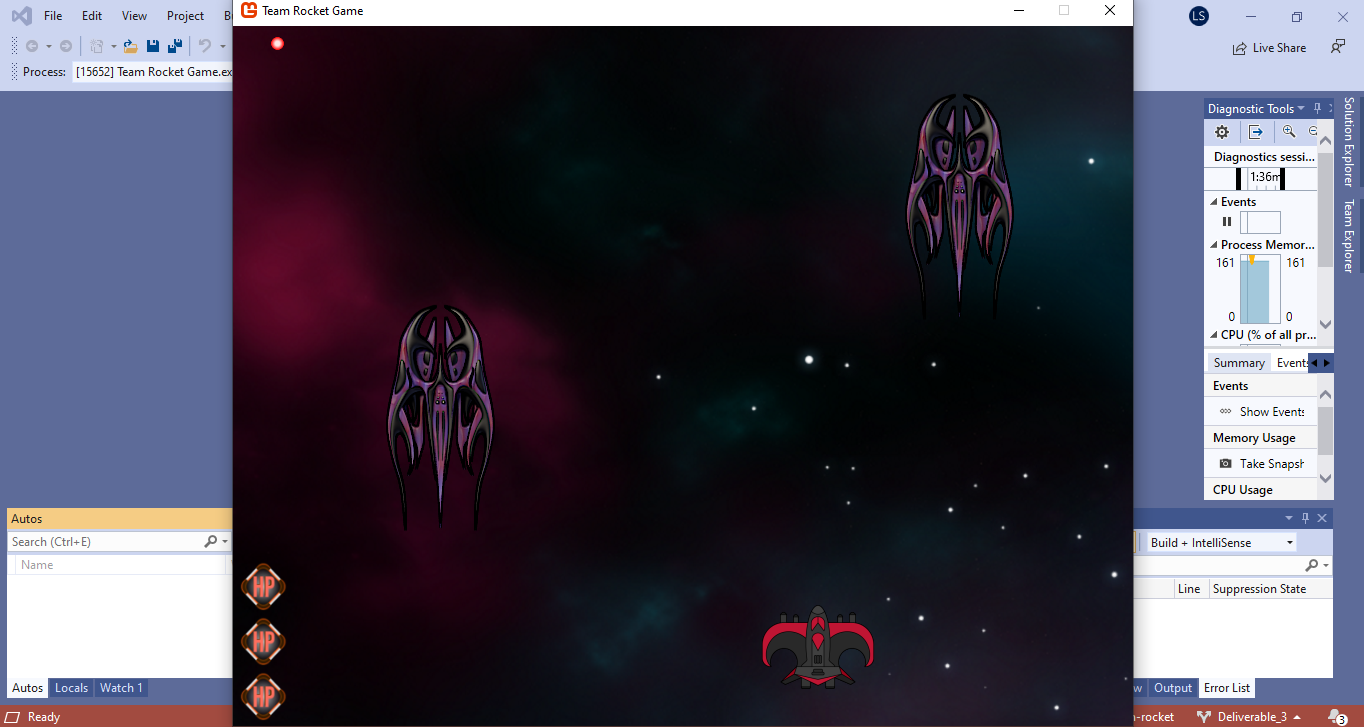 File Edit View Project
Team Rocket Game
LS
Live Share
Process: [15652] Team Rocket Game.ex
Diagnostic Tools
Diagnostics sessi...
1:36m
Events
Process Memor...
161 161
0 0
CPU (% of all pr...
Summary Events
Events
Show Events
Memory Usage
Take Snapsh
CPU Usage
Solution Explorer
Team Explorer
Autos
Search (Ctrl+E)
Name
HP
HP
HP
Build + IntelliSense
Line Suppression State
Autos Locals Watch 1
Output Error List
Ready
n-rocket
Deliverable_3
3